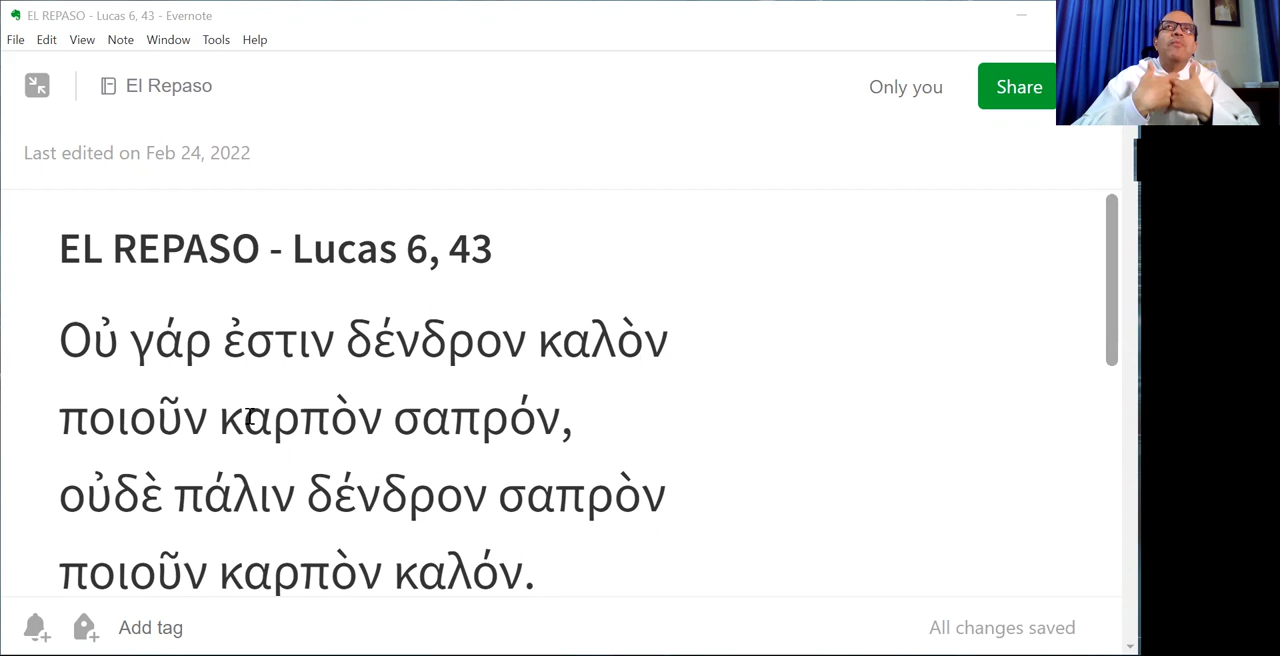 EL REPASO - Lucas 6, 43 - Evernote
File Edit View Note Window Tools Help
El Repaso
Only you
Share
Last edited on Feb 24, 2022
EL REPASO - Lucas 6, 43
Οὐ γάρ ἐστιν δένδρον καλὸν
ποιοῦν καρπὸν σαπρόν,
οὐδὲ πάλιν δένδρον σαπρὸν
ποιοῦν καρπὸν καλόν.
Add tag
All changes saved